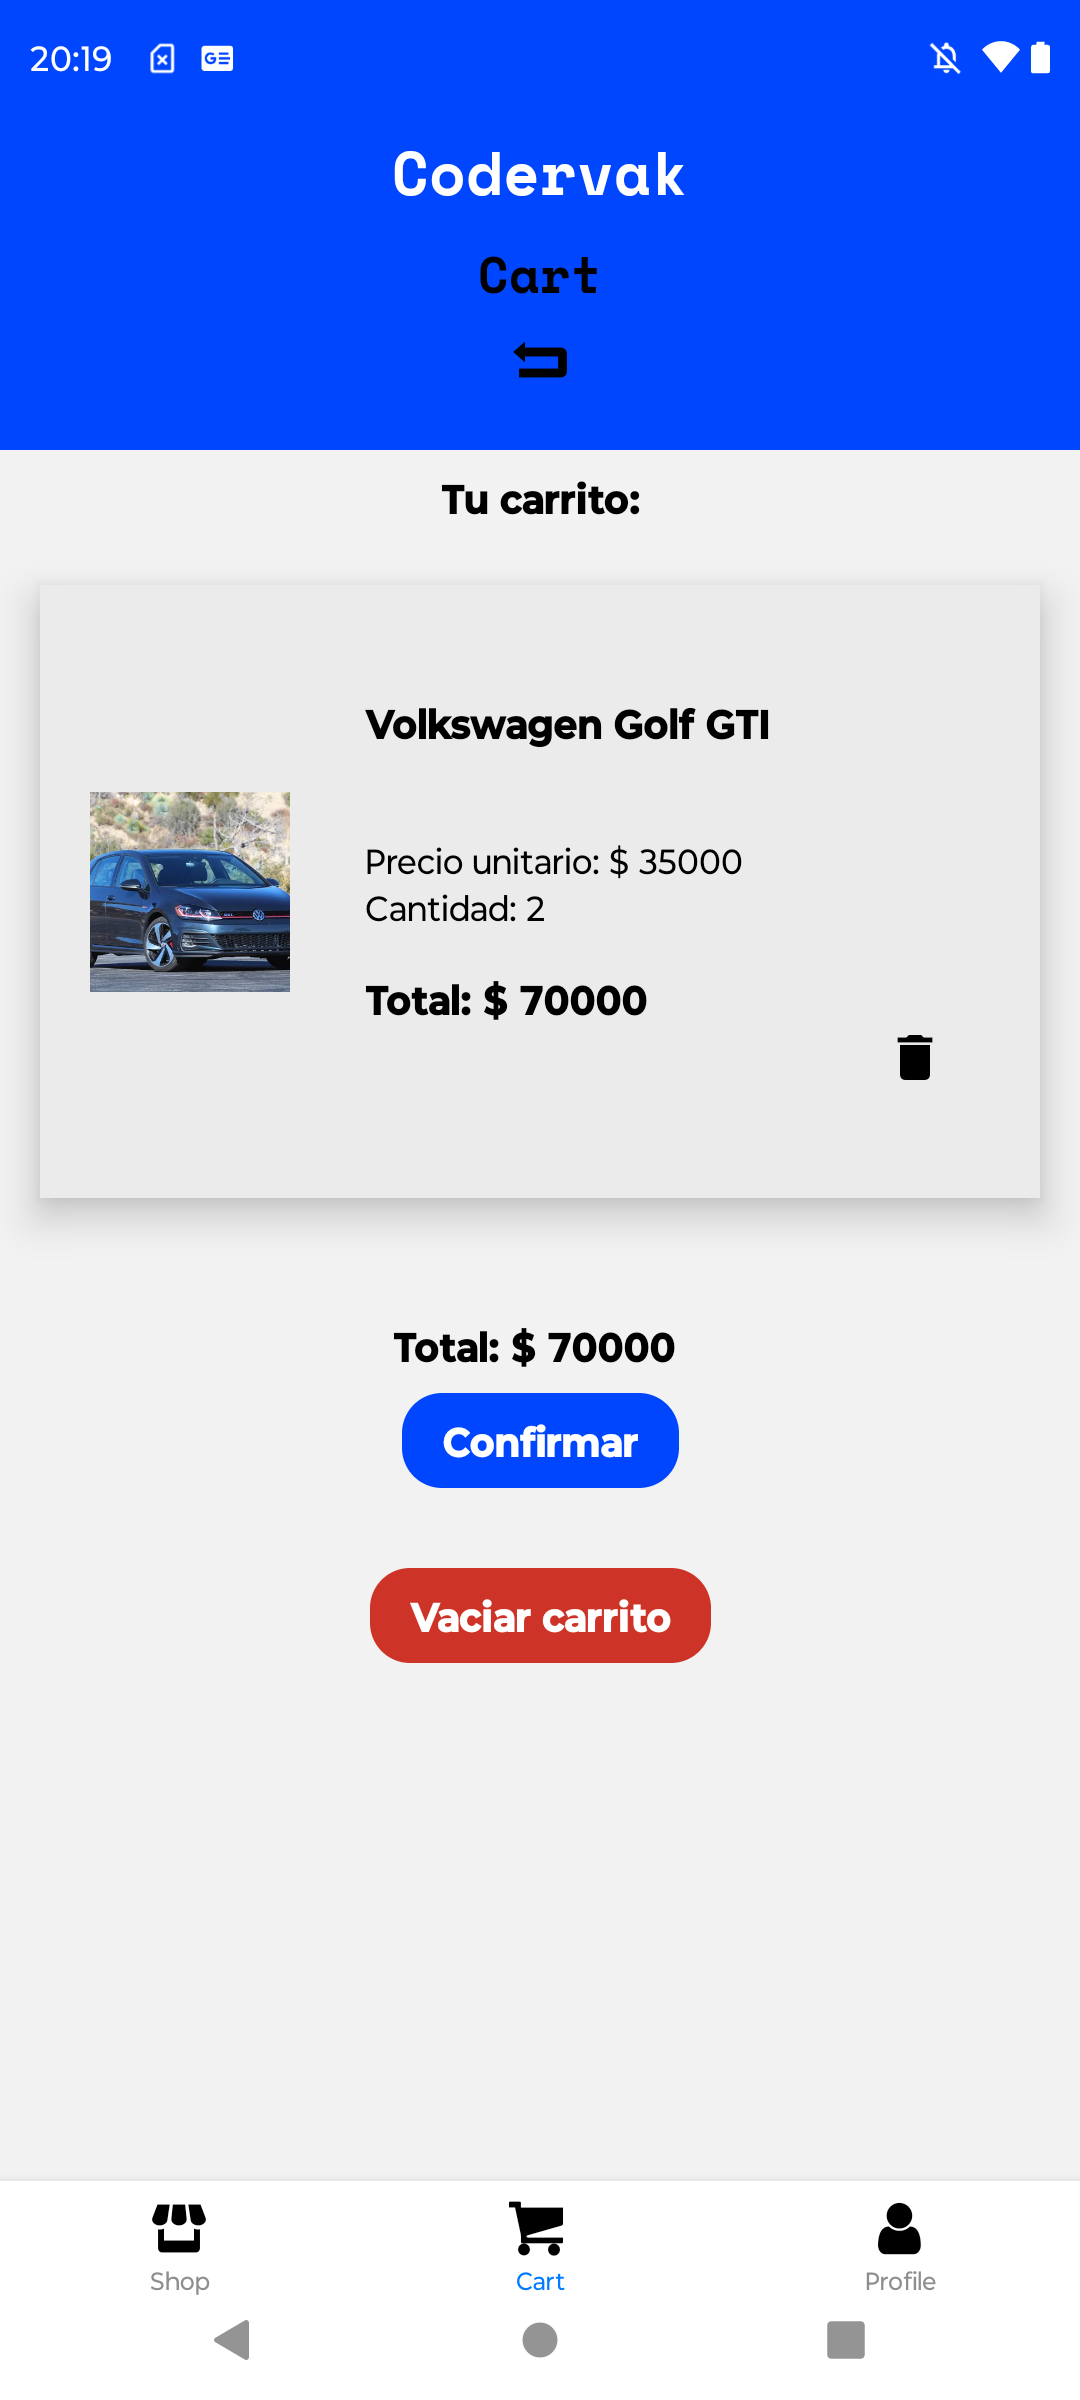 20:19
Codervak
Cart
Tu carrito:
Volkswagen Golf GTI
Precio unitario: $ 35000
Cantidad: 2
Total: $ 70000
Total: $ 70000
Confirmar
Vaciar carrito
Shop
Cart
Profile